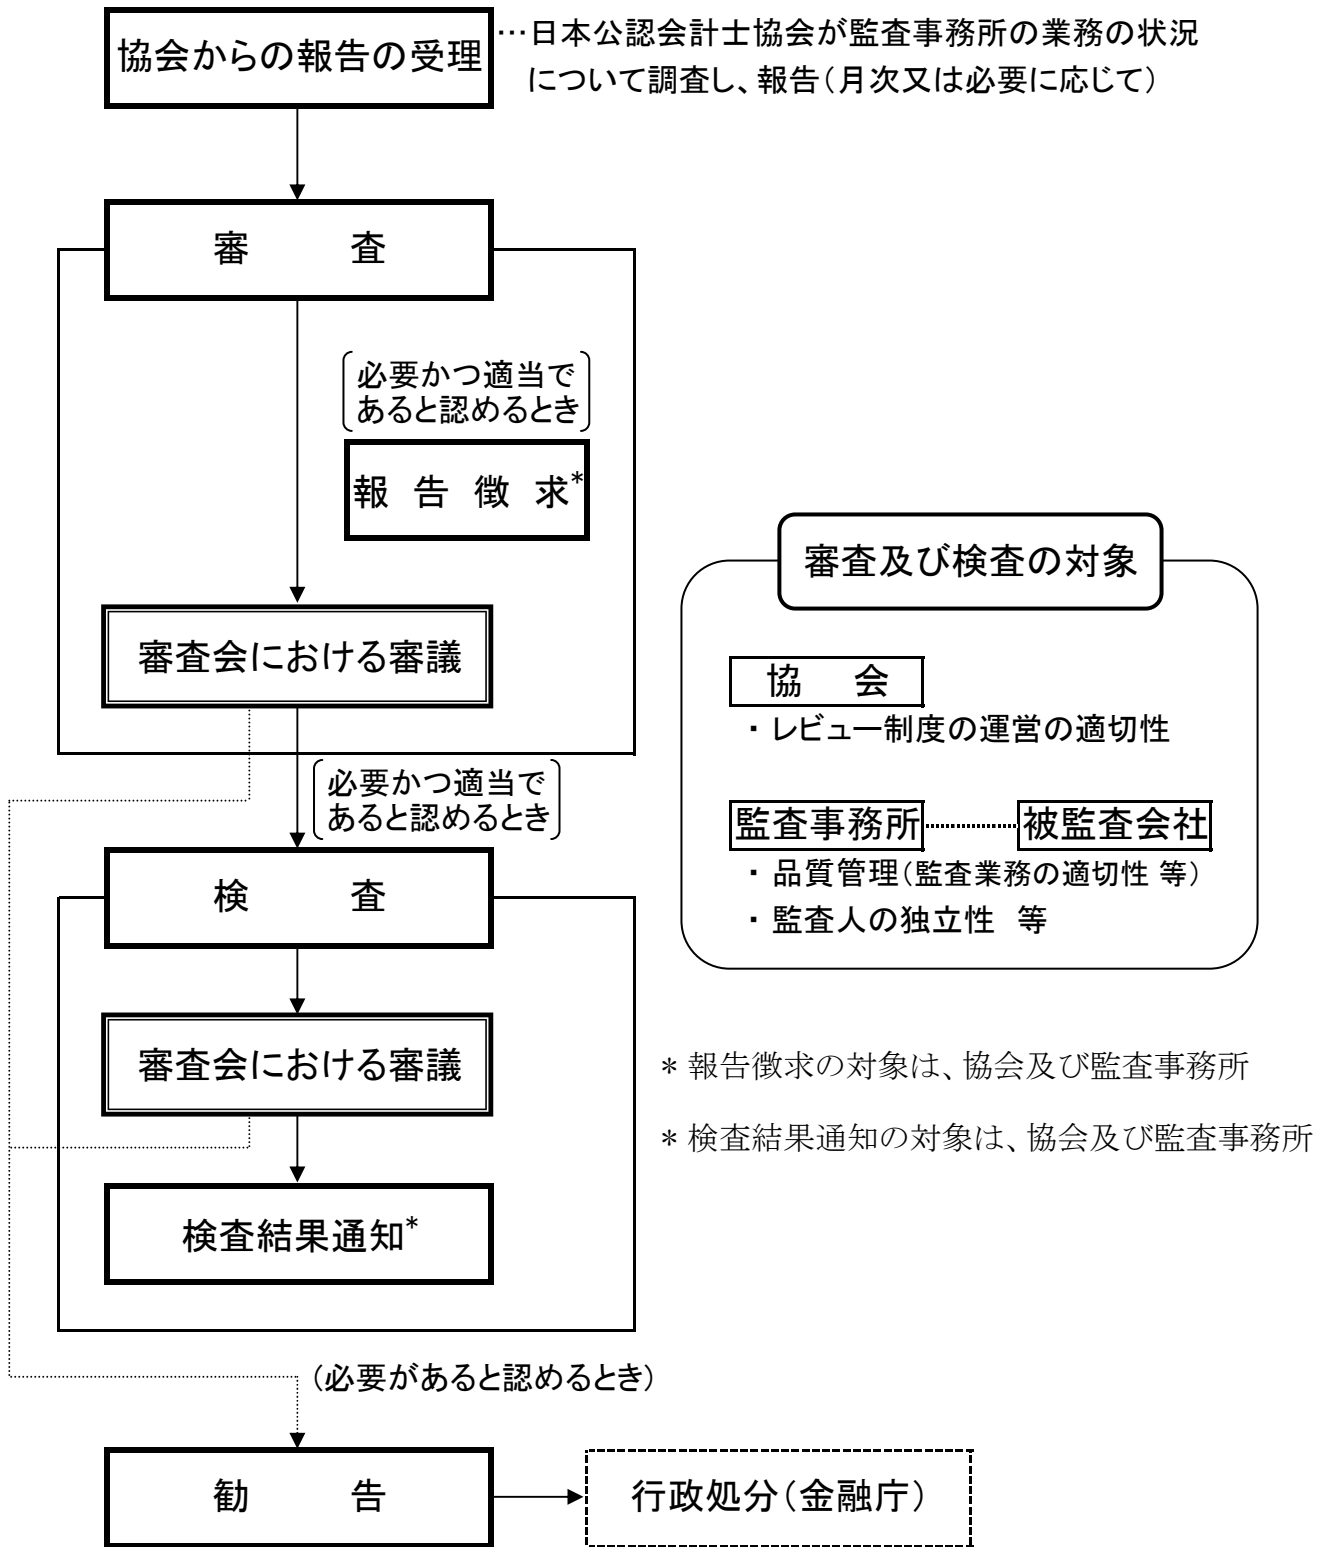 協会からの報告の受理
…日本公認会計士協会が監査事務所の業務の状況
について調査し、報告（月次又は必要に応じて）
審　　査
必要かつ適当で
あると認めるとき
報 告 徴 求*
審査会における審議
必要かつ適当で
あると認めるとき
検　　査
審査会における審議
検査結果通知*
（必要があると認めるとき）
勧　　告
行政処分（金融庁）
審査及び検査の対象
協　会
・レビュー制度の運営の適切性
監査事務所
被監査会社
・品質管理（監査業務の適切性 等）
・監査人の独立性 等
* 報告徴求の対象は、協会及び監査事務所
* 検査結果通知の対象は、協会及び監査事務所